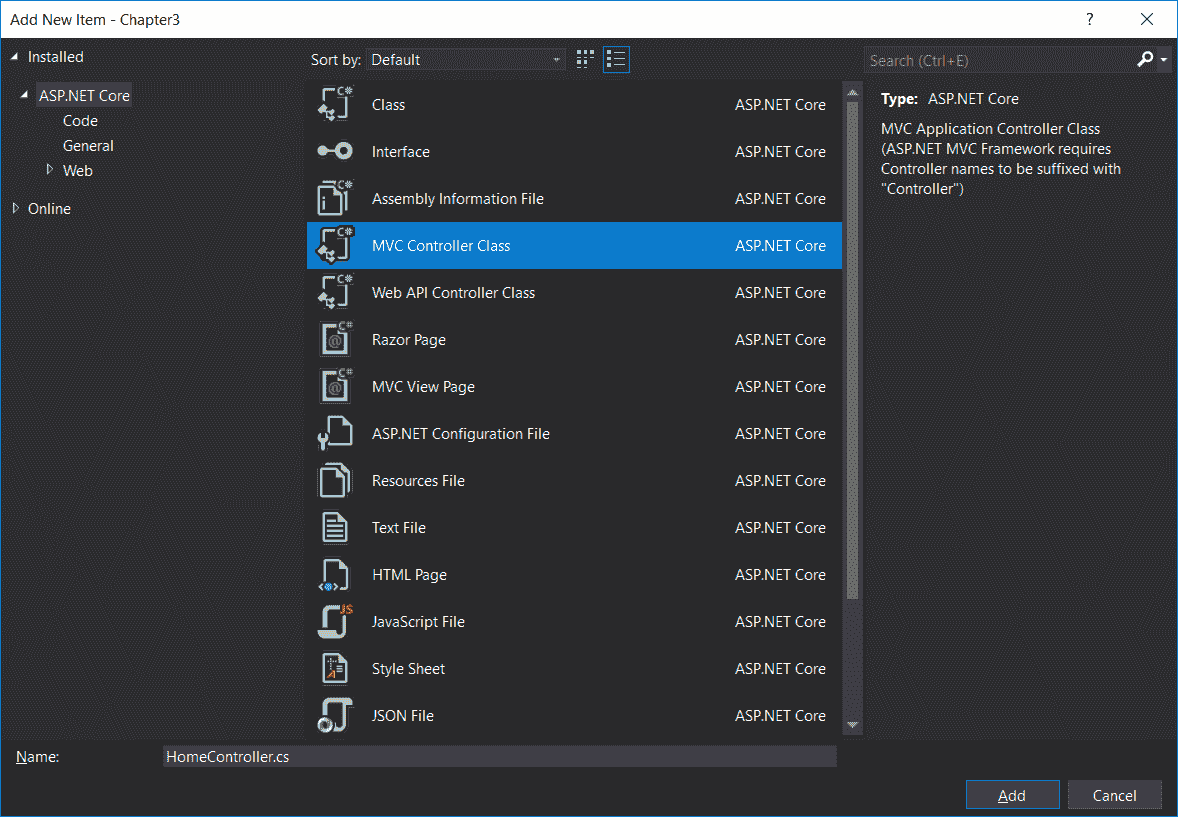 Add New Item - Chapter3
?
Installed
ASP.NET Core
Code
General
Web
Online
Sort by: Default
Search (Ctrl+E)
C# Class ASP.NET Core
Interface ASP.NET Core
C# Assembly Information File ASP.NET Core
C# MVC Controller Class ASP.NET Core
C# Web API Controller Class ASP.NET Core
C# @ Razor Page ASP.NET Core
C# @ MVC View Page ASP.NET Core
ASP.NET Configuration File ASP.NET Core
Resources File ASP.NET Core
Text File ASP.NET Core
HTML Page ASP.NET Core
JS JavaScript File ASP.NET Core
A Style Sheet ASP.NET Core
JSON File ASP.NET Core
Type: ASP.NET Core
MVC Application Controller Class
(ASP.NET MVC Framework requires
Controller names to be suffixed with
"Controller")
Name: HomeController.cs
Add
Cancel